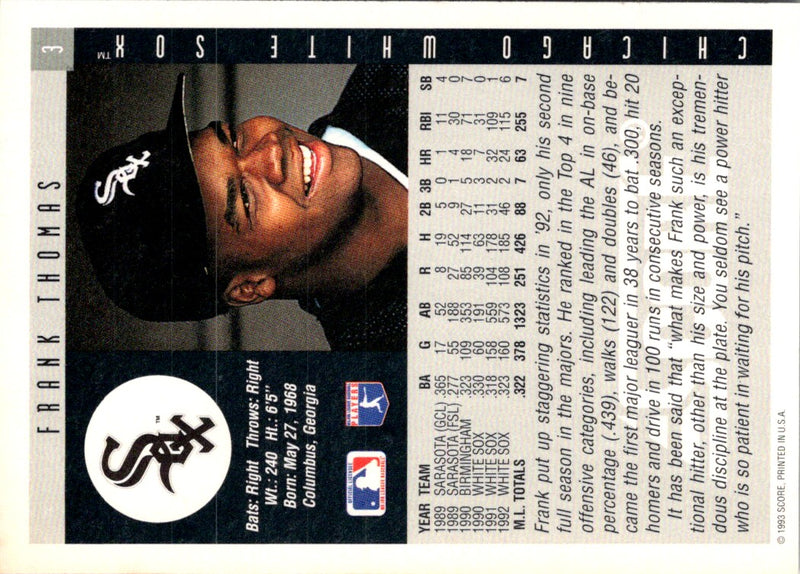 3
FRANK THOMAS
CHICAGO WHITE SOX™
Sox
Sox ™
Bats: Right Throws: Right
Wt.: 240 Ht.: 6'5"
Born: May 27, 1968
Columbus, Georgia
PLAYERS
YEAR TEAM BA G AB R H 2B 3B HR RBI SB
1989 SARASOTA (GCL) .365 17 52 8 19 5 0 1 11 4
1989 SARASOTA (FSL) .277 55 188 27 52 9 1 4 30 0
1990 BIRMINGHAM .323 109 353 85 114 27 5 18 71 7
1990 WHITE SOX .330 60 191 39 63 11 3 7 31 0
1991 WHITE SOX .318 158 559 104 178 31 2 32 109 1
1992 WHITE SOX .323 160 573 108 185 46 2 24 115 6
M.L. TOTALS .322 378 1323 251 426 88 7 63 255 7
Frank put up staggering statistics in '92, only his second
full season in the majors. He ranked in the Top 4 in nine
offensive categories, including leading the AL in on-base
percentage (.439), walks (122) and doubles (46), and be-
came the first major leaguer in 38 years to bat .300, hit 20
homers and drive in 100 runs in consecutive seasons.
It has been said that "what makes Frank such an excep-
tional hitter, other than his size and power, is his tremen-
dous discipline at the plate. You seldom see a power hitter
who is so patient in waiting for his pitch."
© 1993 SCORE, PRINTED IN U.S.A.